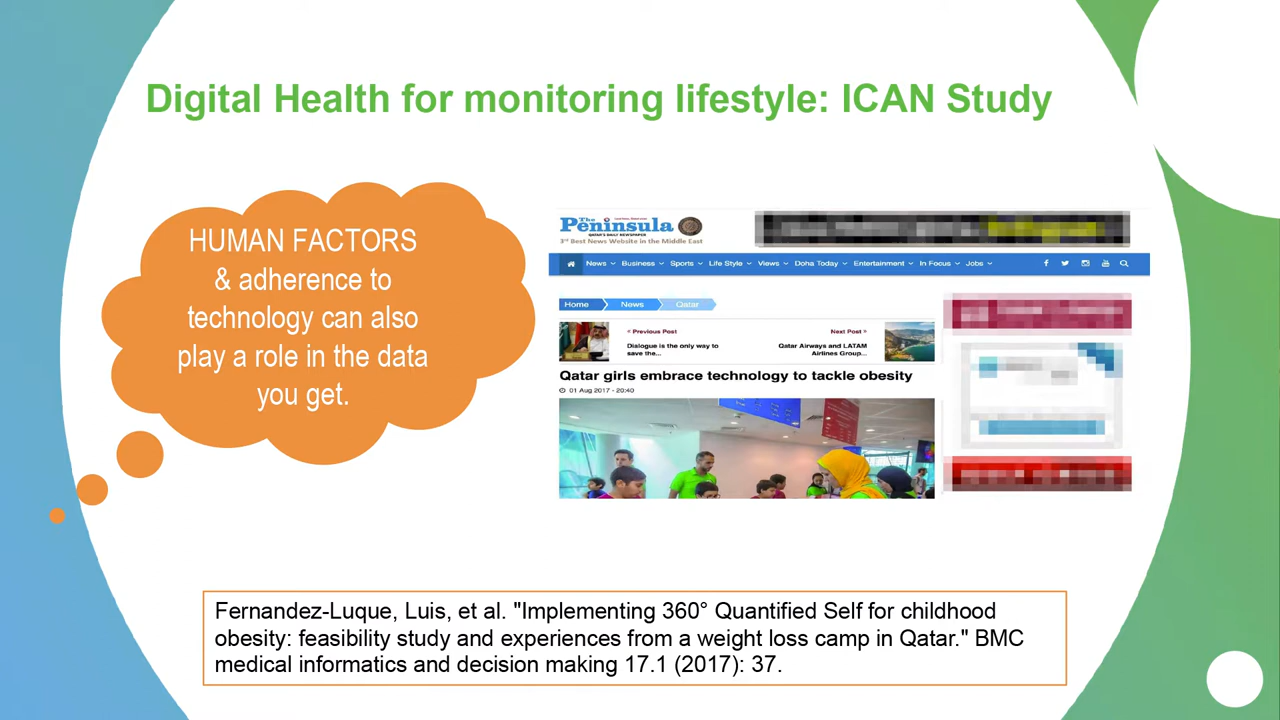 Digital Health for monitoring lifestyle: ICAN Study
HUMAN FACTORS
& adherence to
technology can also
play a role in the data
you get.
The
Peninsula
QATAR'S DAILY NEWSPAPER
3rd Best News Website in the Middle East
News Business Sports Life Style Views Doha Today Entertainment In Focus Jobs
Home News Qatar
« Previous Post
Dialogue is the only way to
save the...
Next Post »
Qatar Airways and LATAM
Airlines Group...
Qatar girls embrace technology to tackle obesity
01 Aug 2017 - 20:40
Fernandez-Luque, Luis, et al. "Implementing 360° Quantified Self for childhood
obesity: feasibility study and experiences from a weight loss camp in Qatar." BMC
medical informatics and decision making 17.1 (2017): 37.